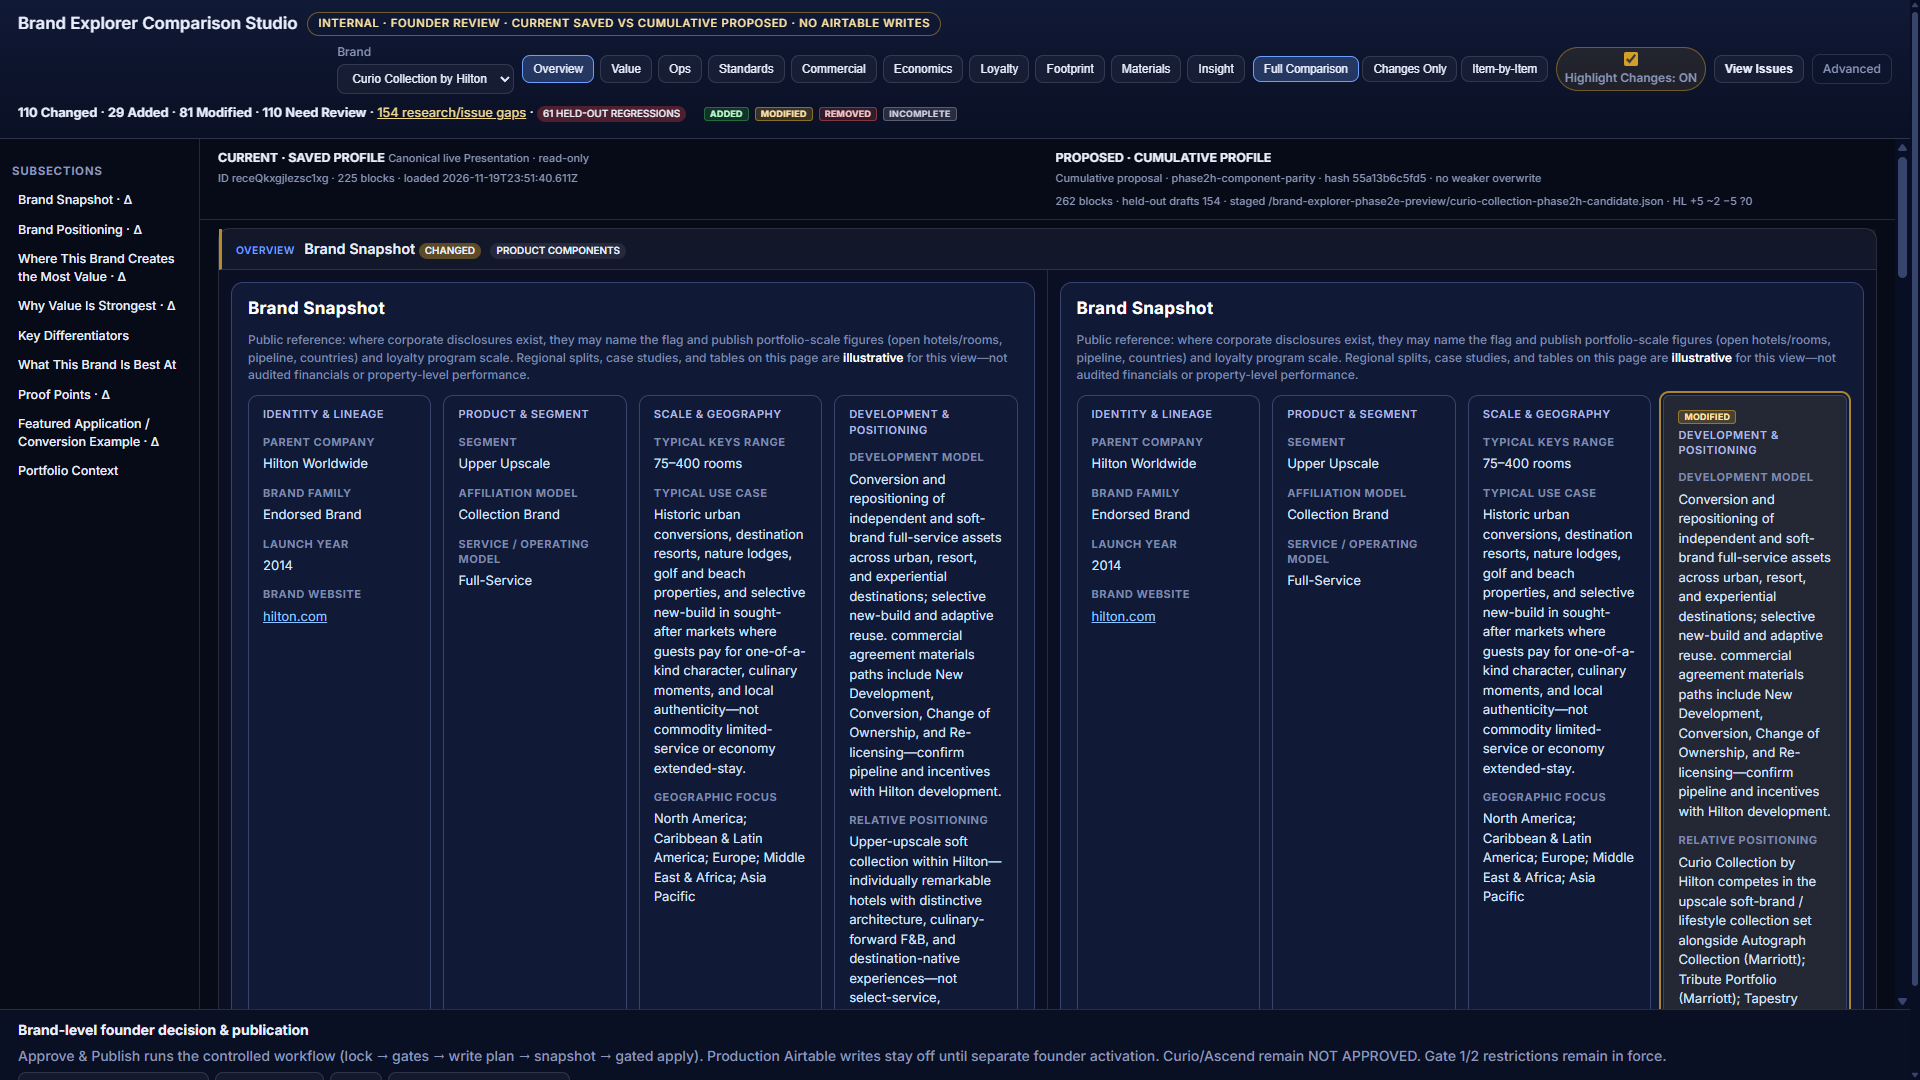 Brand Explorer Comparison Studio
INTERNAL · FOUNDER REVIEW · CURRENT SAVED VS CUMULATIVE PROPOSED · NO AIRTABLE WRITES
Brand
Curio Collection by Hilton
Overview
Value
Ops
Standards
Commercial
Economics
Loyalty
Footprint
Materials
Insight
Full Comparison
Changes Only
Item-by-Item
Highlight Changes: ON
View Issues
Advanced
110 Changed · 29 Added · 81 Modified · 110 Need Review · 154 research/issue gaps · 61 HELD-OUT REGRESSIONS
ADDED
MODIFIED
REMOVED
INCOMPLETE
SUBSECTIONS
Brand Snapshot · Δ
Brand Positioning · Δ
Where This Brand Creates
the Most Value · Δ
Why Value Is Strongest · Δ
Key Differentiators
What This Brand Is Best At
Proof Points · Δ
Featured Application /
Conversion Example · Δ
Portfolio Context
CURRENT · SAVED PROFILE Canonical live Presentation · read-only
ID receQkxgjlezsc1xg · 225 blocks · loaded 2026-11-19T23:51:40.611Z
PROPOSED · CUMULATIVE PROFILE
Cumulative proposal · phase2h-component-parity · hash 55a13b6c5fd5 · no weaker overwrite
262 blocks · held-out drafts 154 · staged /brand-explorer-phase2e-preview/curio-collection-phase2h-candidate.json · HL +5 ~2 −5 ?0
OVERVIEW Brand Snapshot CHANGED PRODUCT COMPONENTS
Brand Snapshot
Public reference: where corporate disclosures exist, they may name the flag and publish portfolio-scale figures (open hotels/rooms,
pipeline, countries) and loyalty program scale. Regional splits, case studies, and tables on this page are illustrative for this view—not
audited financials or property-level performance.
IDENTITY & LINEAGE
PARENT COMPANY
Hilton Worldwide
BRAND FAMILY
Endorsed Brand
LAUNCH YEAR
2014
BRAND WEBSITE
hilton.com
PRODUCT & SEGMENT
SEGMENT
Upper Upscale
AFFILIATION MODEL
Collection Brand
SERVICE / OPERATING
MODEL
Full-Service
SCALE & GEOGRAPHY
TYPICAL KEYS RANGE
75–400 rooms
TYPICAL USE CASE
Historic urban
conversions, destination
resorts, nature lodges,
golf and beach
properties, and selective
new-build in sought-
after markets where
guests pay for one-of-a-
kind character, culinary
moments, and local
authenticity—not
commodity limited-
service or economy
extended-stay.
GEOGRAPHIC FOCUS
North America;
Caribbean & Latin
America; Europe; Middle
East & Africa; Asia
Pacific
DEVELOPMENT &
POSITIONING
DEVELOPMENT MODEL
Conversion and
repositioning of
independent and soft-
brand full-service assets
across urban, resort,
and experiential
destinations; selective
new-build and adaptive
reuse. commercial
agreement materials
paths include New
Development,
Conversion, Change of
Ownership, and Re-
licensing—confirm
pipeline and incentives
with Hilton development.
RELATIVE POSITIONING
Upper-upscale soft
collection within Hilton—
individually remarkable
hotels with distinctive
architecture, culinary-
forward F&B, and
destination-native
experiences—not
select-service,
Brand Snapshot
Public reference: where corporate disclosures exist, they may name the flag and publish portfolio-scale figures (open hotels/rooms,
pipeline, countries) and loyalty program scale. Regional splits, case studies, and tables on this page are illustrative for this view—not
audited financials or property-level performance.
IDENTITY & LINEAGE
PARENT COMPANY
Hilton Worldwide
BRAND FAMILY
Endorsed Brand
LAUNCH YEAR
2014
BRAND WEBSITE
hilton.com
PRODUCT & SEGMENT
SEGMENT
Upper Upscale
AFFILIATION MODEL
Collection Brand
SERVICE / OPERATING
MODEL
Full-Service
SCALE & GEOGRAPHY
TYPICAL KEYS RANGE
75–400 rooms
TYPICAL USE CASE
Historic urban
conversions, destination
resorts, nature lodges,
golf and beach
properties, and selective
new-build in sought-
after markets where
guests pay for one-of-a-
kind character, culinary
moments, and local
authenticity—not
commodity limited-
service or economy
extended-stay.
GEOGRAPHIC FOCUS
North America;
Caribbean & Latin
America; Europe; Middle
East & Africa; Asia
Pacific
MODIFIED
DEVELOPMENT &
POSITIONING
DEVELOPMENT MODEL
Conversion and
repositioning of
independent and soft-
brand full-service assets
across urban, resort,
and experiential
destinations; selective
new-build and adaptive
reuse. commercial
agreement materials
paths include New
Development,
Conversion, Change of
Ownership, and Re-
licensing—confirm
pipeline and incentives
with Hilton development.
RELATIVE POSITIONING
Curio Collection by
Hilton competes in the
upscale soft-brand /
lifestyle collection set
alongside Autograph
Collection (Marriott);
Tribute Portfolio
(Marriott); Tapestry
Brand-level founder decision & publication
Approve & Publish runs the controlled workflow (lock → gates → write plan → snapshot → gated apply). Production Airtable writes stay off until separate founder activation. Curio/Ascend remain NOT APPROVED. Gate 1/2 restrictions remain in force.